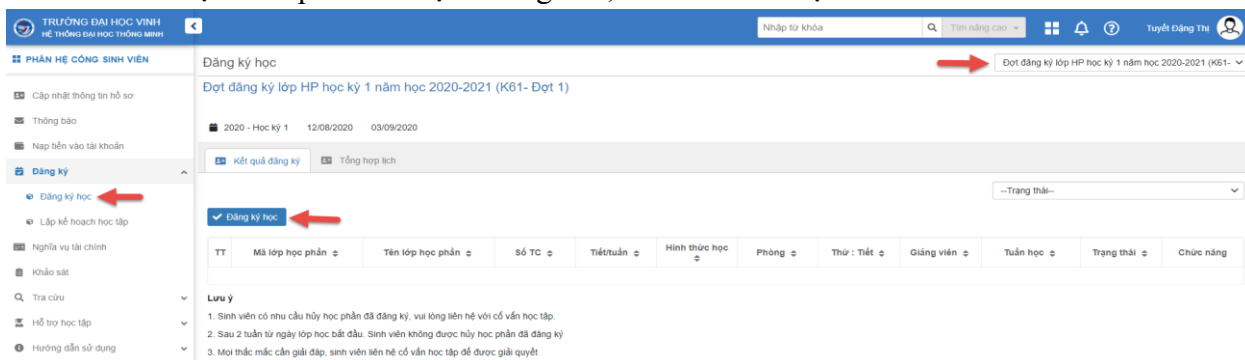 TRƯỜNG ĐẠI HỌC VINH
HỆ THỐNG ĐẠI HỌC THÔNG MINH
Nhập từ khóa
Tìm nâng cao
Tuyết Đặng Thị
PHÂN HỆ CỔNG SINH VIÊN
Đăng ký học
Đợt đăng ký lớp HP học kỳ 1 năm học 2020-2021 (K61-
Cập nhật thông tin hồ sơ
Đợt đăng ký lớp HP học kỳ 1 năm học 2020-2021 (K61- Đợt 1)
Thông báo
2020 - Học kỳ 1 12/08/2020 03/09/2020
Nạp tiền vào tài khoản
Kết quả đăng ký Tổng hợp lịch
Đăng ký
--Trạng thái--
Đăng ký học
Đăng ký học
Lập kế hoạch học tập
Nghĩa vụ tài chính
TT Mã lớp học phần Tên lớp học phần Số TC Tiết/tuần Hình thức học Phòng Thứ : Tiết Giảng viên Tuần học Trạng thái Chức năng
Khảo sát
Tra cứu
Lưu ý
1. Sinh viên có nhu cầu hủy học phần đã đăng ký, vui lòng liên hệ với cố vấn học tập.
Hỗ trợ học tập
2. Sau 2 tuần từ ngày lớp học bắt đầu. Sinh viên không được hủy học phần đã đăng ký
Hướng dẫn sử dụng
3. Mọi thắc mắc cần giải đáp, sinh viên liên hệ cố vấn học tập để được giải quyết